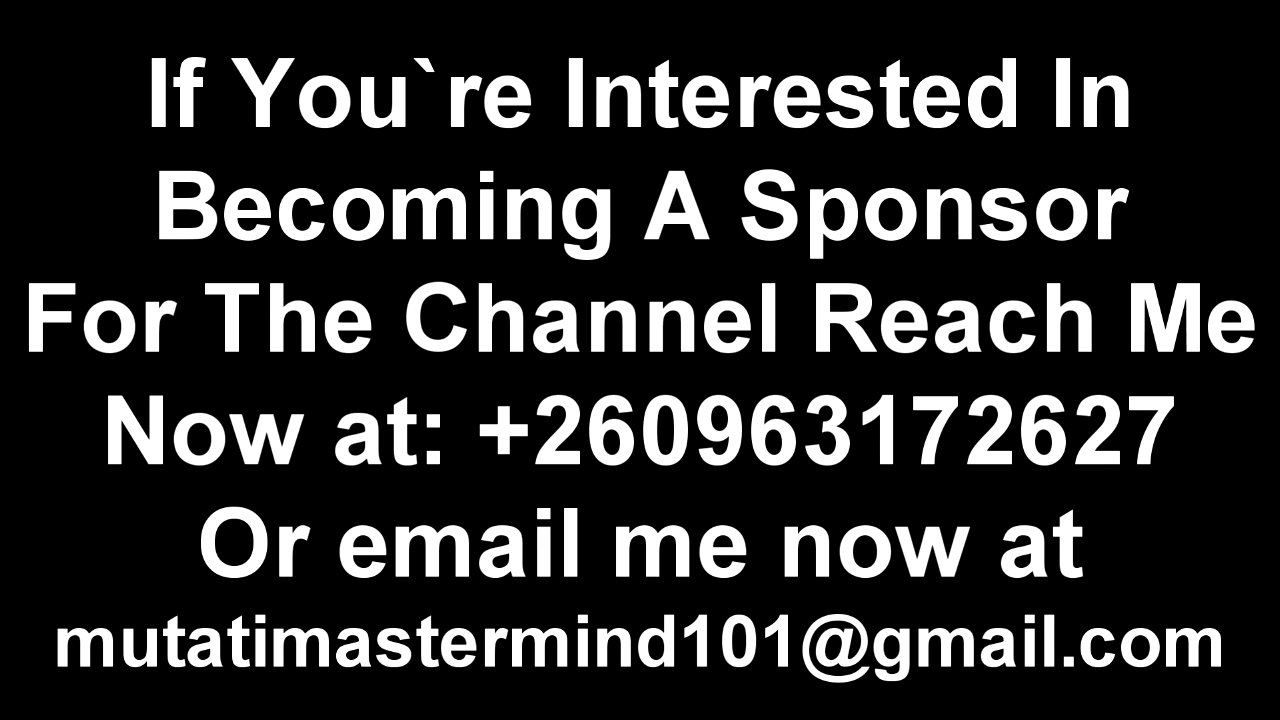 If You`re Interested In
Becoming A Sponsor
For The Channel Reach Me
Now at: +260963172627
Or email me now at
mutatimastermind101@gmail.com